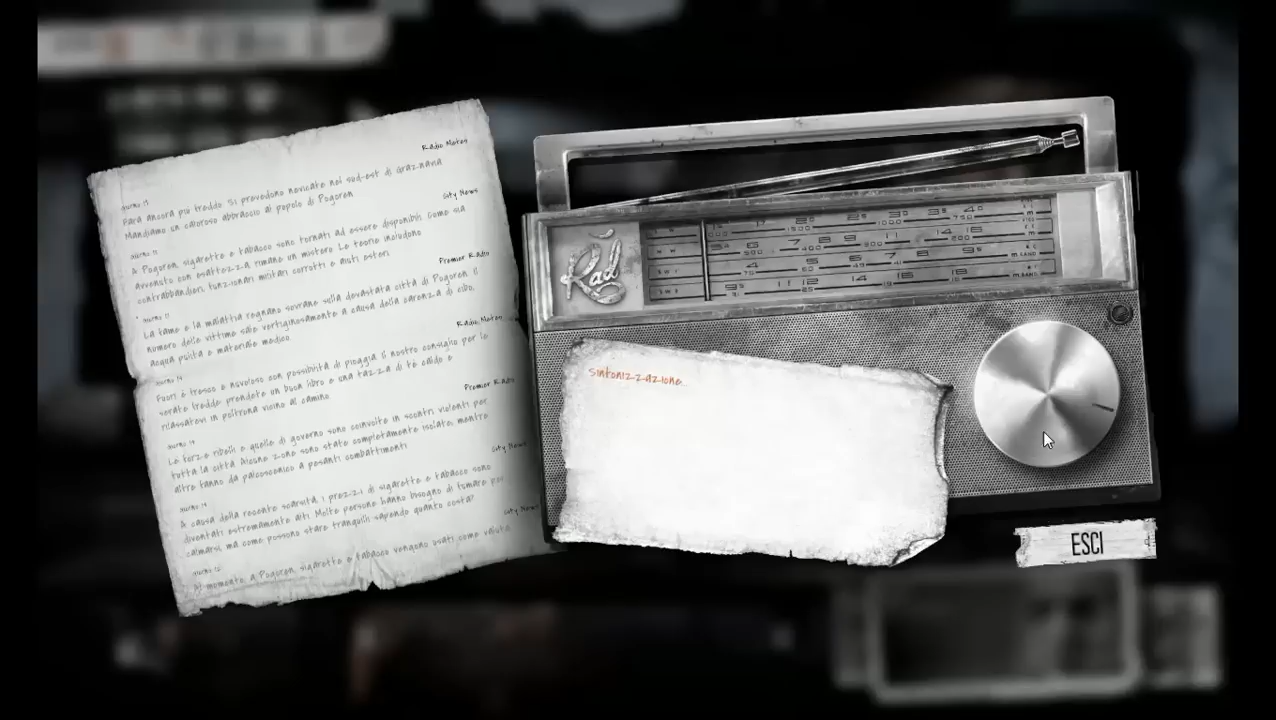 Radio Meteo
Farà ancora più freddo. Si prevedono nevicate nel sud-est di Graznavia
Mandiamo un caloroso abbraccio al popolo di Pogoren
City News
A Pogoren, sigarette e tabacco sono tornati ad essere disponibili. Come sia
avvenuto con esattezza rimane un mistero. Le teorie includono
contrabbandieri, funzionari militari corrotti e aiuti esteri
Premier Radio
La fame e la malattia regnano sovrane sulla devastata città di Pogoren. Il
numero delle vittime sale vertiginosamente a causa della carenza di cibo,
acqua pulita e materiale medico
Radio Meteo
Fuori è fresco e nuvoloso con possibilità di pioggia. Il nostro consiglio per le
serate fredde: prendete un buon libro e una tazza di tè caldo e
rilassatevi in poltrona vicino al camino
Premier Radio
Le forze ribelli e quelle di governo sono coinvolte in scontri violenti per
tutta la città. Alcune zone sono state completamente isolate, mentre
altre fanno da palcoscenico a pesanti combattimenti
City News
A causa della recente scarsità, i prezzi di sigarette e tabacco sono
diventati estremamente alti. Molte persone hanno bisogno di fumare per
calmarsi, ma come possono stare tranquilli sapendo quanto costa?
City News
Al momento, a Pogoren, sigarette e tabacco vengono usati come valuta
Rad
Sintonizzazione...
ESCI